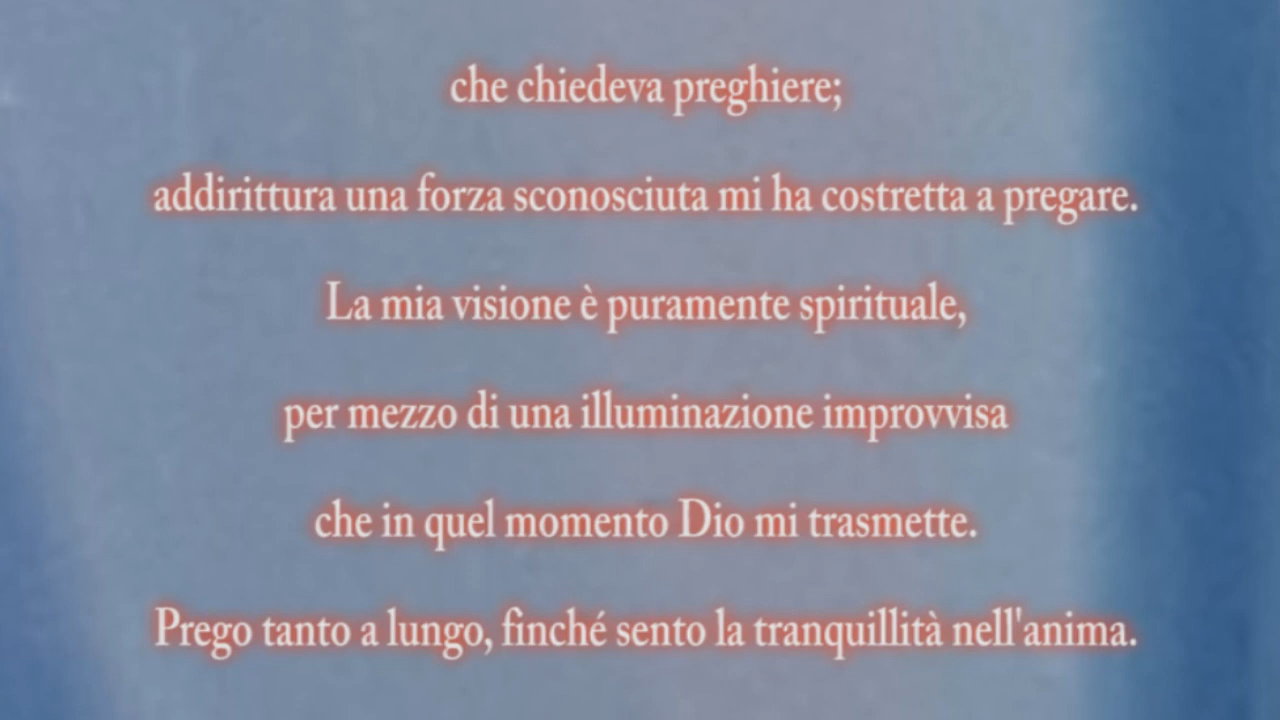 che chiedeva preghiere;
addirittura una forza sconosciuta mi ha costretta a pregare.
La mia visione è puramente spirituale,
per mezzo di una illuminazione improvvisa
che in quel momento Dio mi trasmette.
Prego tanto a lungo, finché sento la tranquillità nell'anima.